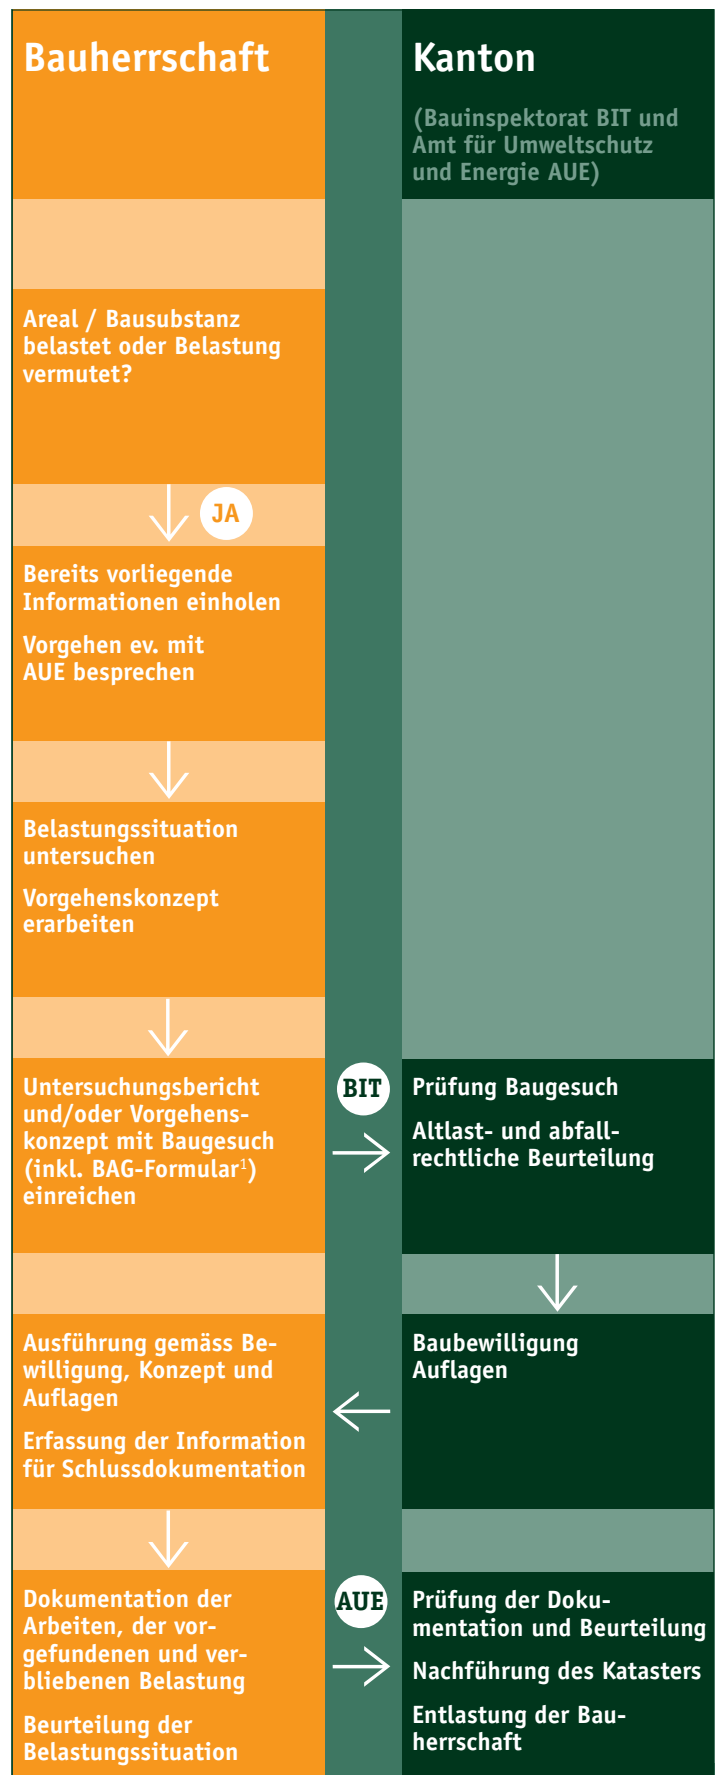 Bauherrschaft
Kanton
(Bauinspektorat BIT und
Amt für Umweltschutz
und Energie AUE)
Areal / Bausubstanz
belastet oder Belastung
vermutet?
JA
Bereits vorliegende
Informationen einholen
Vorgehen ev. mit
AUE besprechen
Belastungssituation
untersuchen
Vorgehenskonzept
erarbeiten
Untersuchungsbericht
und/oder Vorgehens-
konzept mit Baugesuch
(inkl. BAG-Formular¹)
einreichen
BIT
Prüfung Baugesuch
Altlast- und abfall-
rechtliche Beurteilung
Baubewilligung
Auflagen
Ausführung gemäss Be-
willigung, Konzept und
Auflagen
Erfassung der Information
für Schlussdokumentation
Dokumentation der
Arbeiten, der vor-
gefundenen und ver-
bliebenen Belastung
Beurteilung der
Belastungssituation
AUE
Prüfung der Doku-
mentation und Beurteilung
Nachführung des Katasters
Entlastung der Bau-
herrschaft